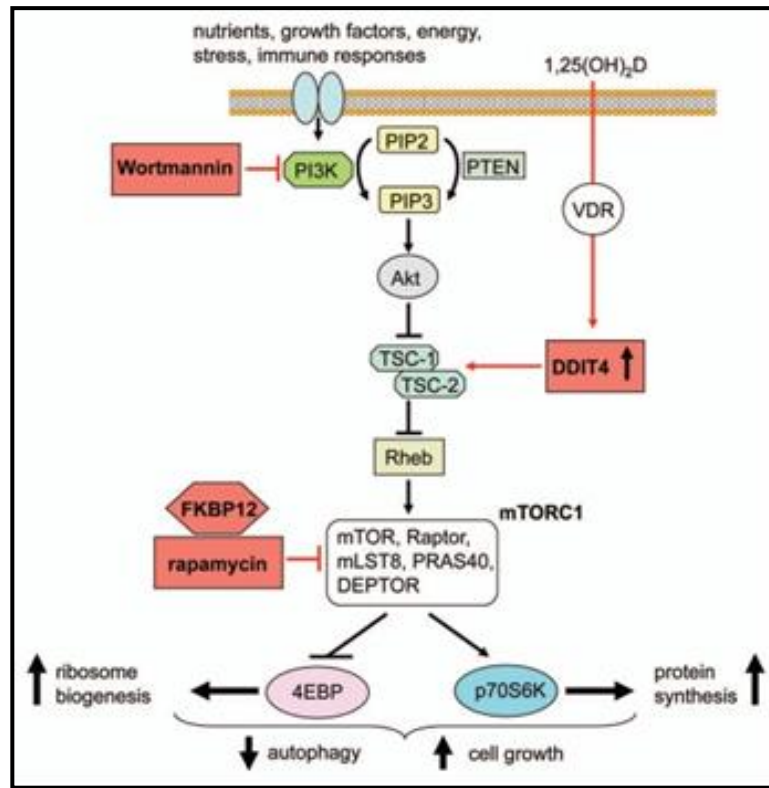 nutrients, growth factors, energy,
stress, immune responses
1,25(OH)₂D
Wortmannin
PI3K
PIP2
PTEN
PIP3
VDR
Akt
TSC-1
TSC-2
DDIT4
Rheb
FKBP12
rapamycin
mTORC1
mTOR, Raptor,
mLST8, PRAS40,
DEPTOR
ribosome
biogenesis
4EBP
p70S6K
protein
synthesis
autophagy
cell growth